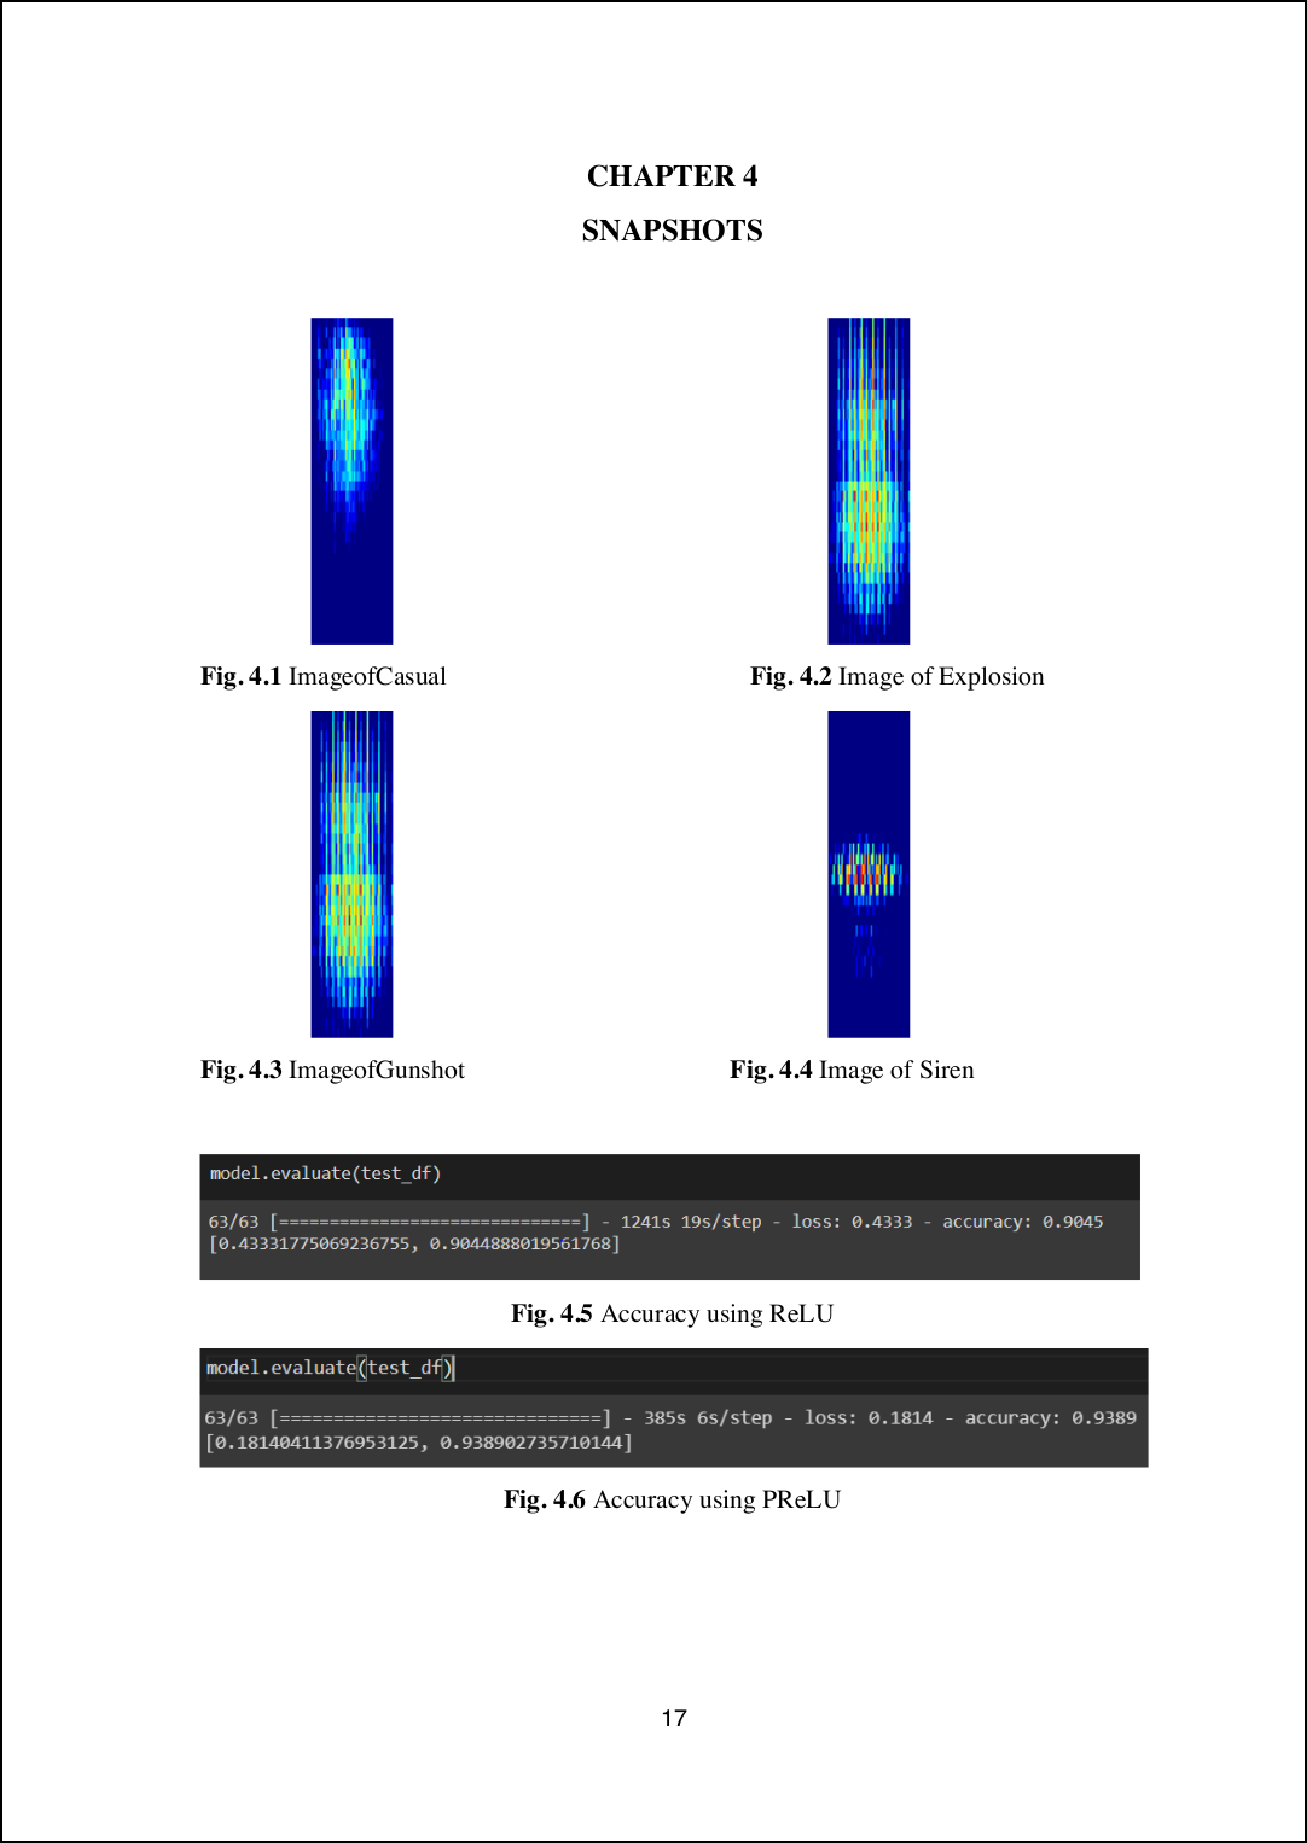 CHAPTER 4
SNAPSHOTS
Fig. 4.1 ImageofCasual
Fig. 4.2 Image of Explosion
Fig. 4.3 ImageofGunshot
Fig. 4.4 Image of Siren
model.evaluate(test_df)
63/63 [==============================] - 1241s 19s/step - loss: 0.4333 - accuracy: 0.9045
[0.43331775069236755, 0.9044888019561768]
Fig. 4.5 Accuracy using ReLU
model.evaluate(test_df)
63/63 [==============================] - 385s 6s/step - loss: 0.1814 - accuracy: 0.9389
[0.18140411376953125, 0.938902735710144]
Fig. 4.6 Accuracy using PReLU
17